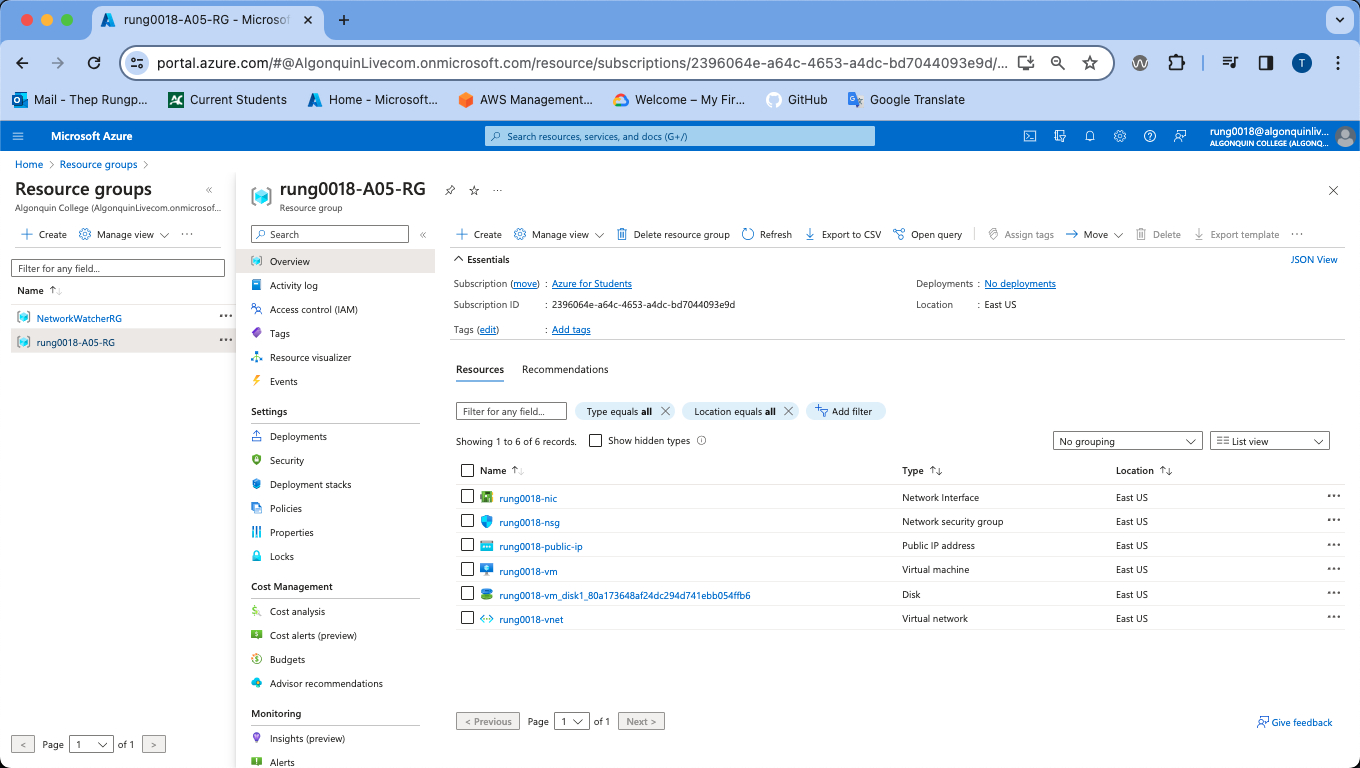 rung0018-A05-RG - Microsof
portal.azure.com/#@AlgonquinLivecom.onmicrosoft.com/resource/subscriptions/2396064e-a64c-4653-a4dc-bd7044093e9d/...
T
Mail - Thep Rungp...
Current Students
Home - Microsoft...
AWS Management...
Welcome – My Fir...
GitHub
Google Translate
Microsoft Azure
Search resources, services, and docs (G+/)
rung0018@algonquinliv...
ALGONQUIN COLLEGE (ALGONQ...
Home > Resource groups >
Resource groups
Algonquin College (AlgonquinLivecom.onmicrosof...
Create
Manage view
Filter for any field...
Name
NetworkWatcherRG
rung0018-A05-RG
< Page 1 of 1 >
rung0018-A05-RG
Resource group
Search
Overview
Activity log
Access control (IAM)
Tags
Resource visualizer
Events
Settings
Deployments
Security
Deployment stacks
Policies
Properties
Locks
Cost Management
Cost analysis
Cost alerts (preview)
Budgets
Advisor recommendations
Monitoring
Insights (preview)
Alerts
Create
Manage view
Delete resource group
Refresh
Export to CSV
Open query
Assign tags
Move
Delete
Export template
Essentials
JSON View
Subscription (move) : Azure for Students
Deployments : No deployments
Subscription ID : 2396064e-a64c-4653-a4dc-bd7044093e9d
Location : East US
Tags (edit) : Add tags
Resources
Recommendations
Filter for any field...
Type equals all
Location equals all
Add filter
Showing 1 to 6 of 6 records.
Show hidden types
No grouping
List view
Name Type Location
rung0018-nic Network Interface East US
rung0018-nsg Network security group East US
rung0018-public-ip Public IP address East US
rung0018-vm Virtual machine East US
rung0018-vm_disk1_80a173648af24dc294d741ebb054ffb6 Disk East US
rung0018-vnet Virtual network East US
< Previous Page 1 of 1 Next >
Give feedback